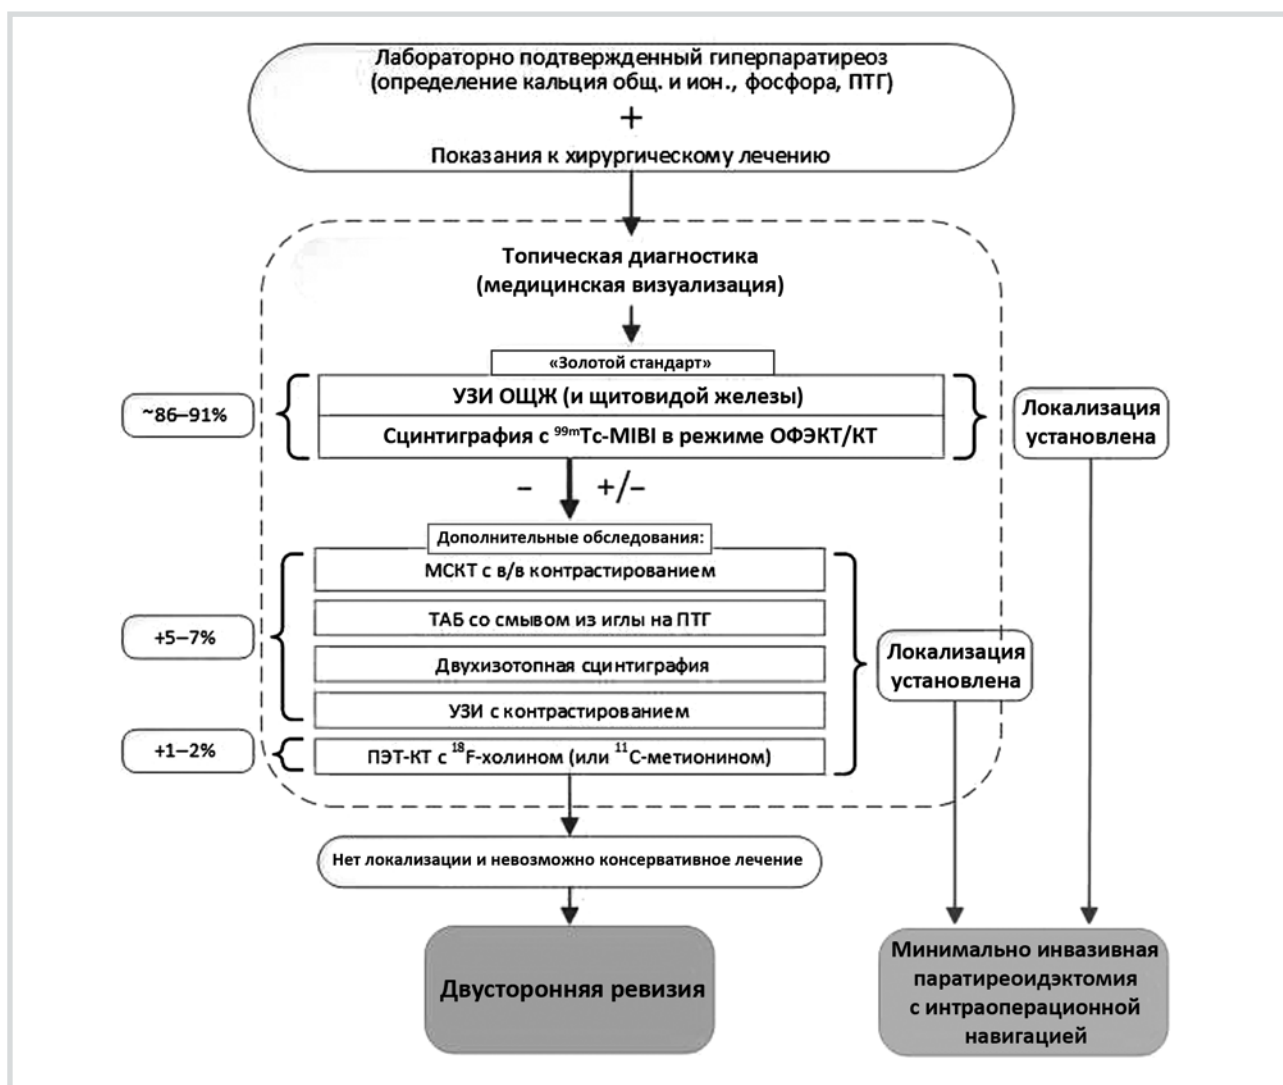 Лабораторно подтвержденный гиперпаратиреоз
(определение кальция общ. и ион., фосфора, ПТГ)
+
Показания к хирургическому лечению
Топическая диагностика
(медицинская визуализация)
«Золотой стандарт»
~86–91%
УЗИ ОЩЖ (и щитовидой железы)
Сцинтиграфия с ⁹⁹ᵐTc-MIBI в режиме ОФЭКТ/КТ
Локализация
установлена
– +/–
Дополнительные обследования:
МСКТ с в/в контрастированием
+5–7%
ТАБ со смывом из иглы на ПТГ
Двухизотопная сцинтиграфия
УЗИ с контрастированием
Локализация
установлена
+1–2%
ПЭТ-КТ с ¹⁸F-холином (или ¹¹C-метионином)
Нет локализации и невозможно консервативное лечение
Двусторонняя ревизия
Минимально инвазивная
паратиреоидэктомия
с интраоперационной
навигацией